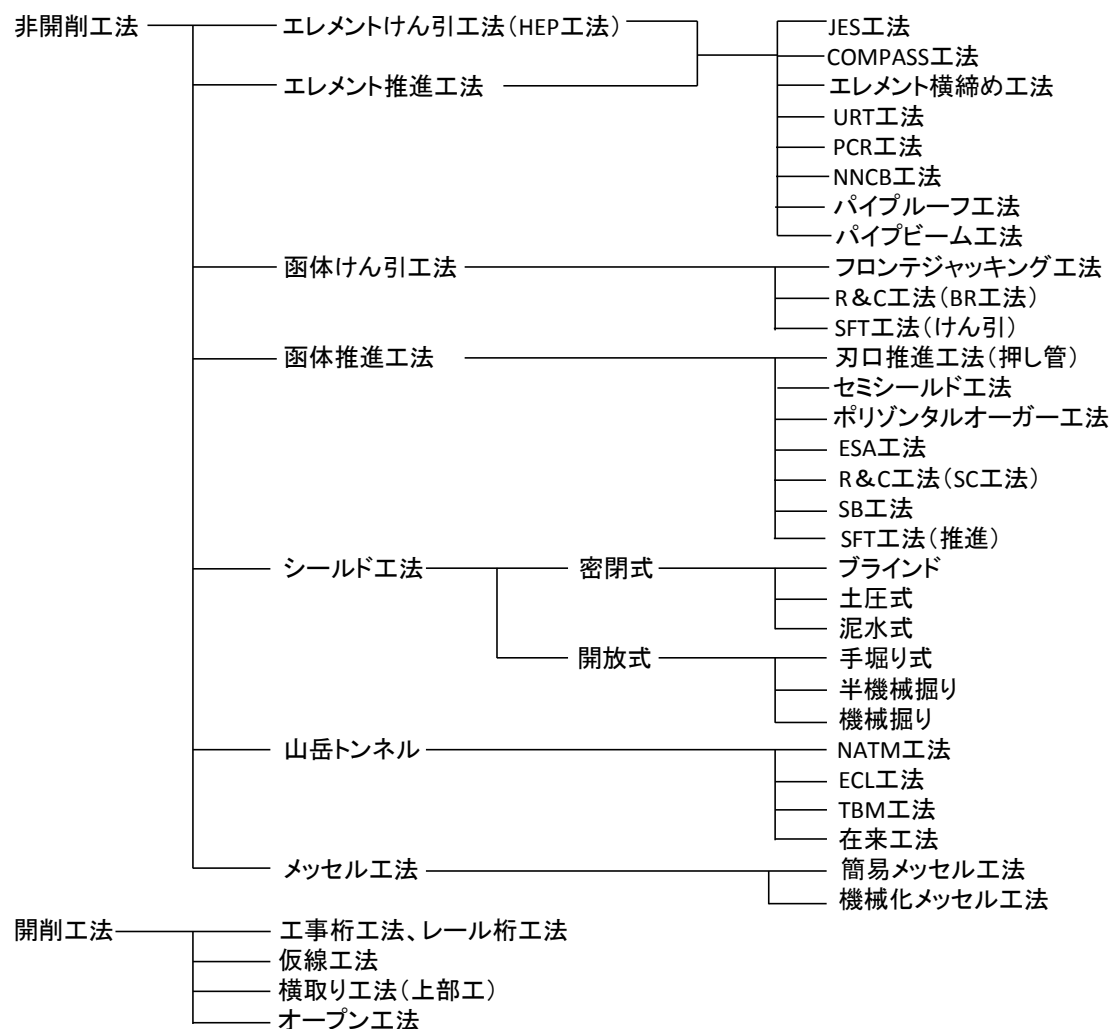 非開削工法 エレメントけん引工法(HEP工法) JES工法
COMPASS工法
エレメント推進工法 エレメント横締め工法
URT工法
PCR工法
NNCB工法
パイプルーフ工法
パイプビーム工法
函体けん引工法 フロンテジャッキング工法
R&C工法(BR工法)
SFT工法(けん引)
函体推進工法 刃口推進工法(押し管)
セミシールド工法
ポリゾンタルオーガー工法
ESA工法
R&C工法(SC工法)
SB工法
SFT工法(推進)
シールド工法 密閉式 ブラインド
土圧式
泥水式
開放式 手堀り式
半機械掘り
機械掘り
山岳トンネル NATM工法
ECL工法
TBM工法
在来工法
メッセル工法 簡易メッセル工法
機械化メッセル工法
開削工法 工事桁工法、レール桁工法
仮線工法
横取り工法(上部工)
オープン工法